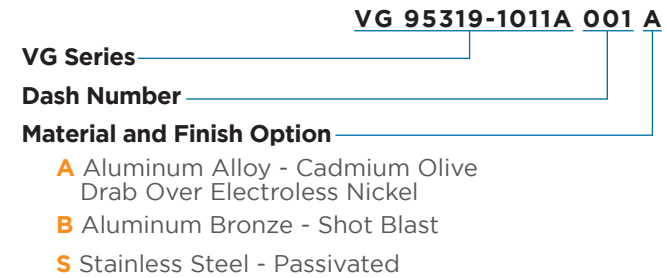 VG 95319-1011A 001 A
VG Series
Dash Number
Material and Finish Option
A Aluminum Alloy - Cadmium Olive
Drab Over Electroless Nickel
B Aluminum Bronze - Shot Blast
S Stainless Steel - Passivated